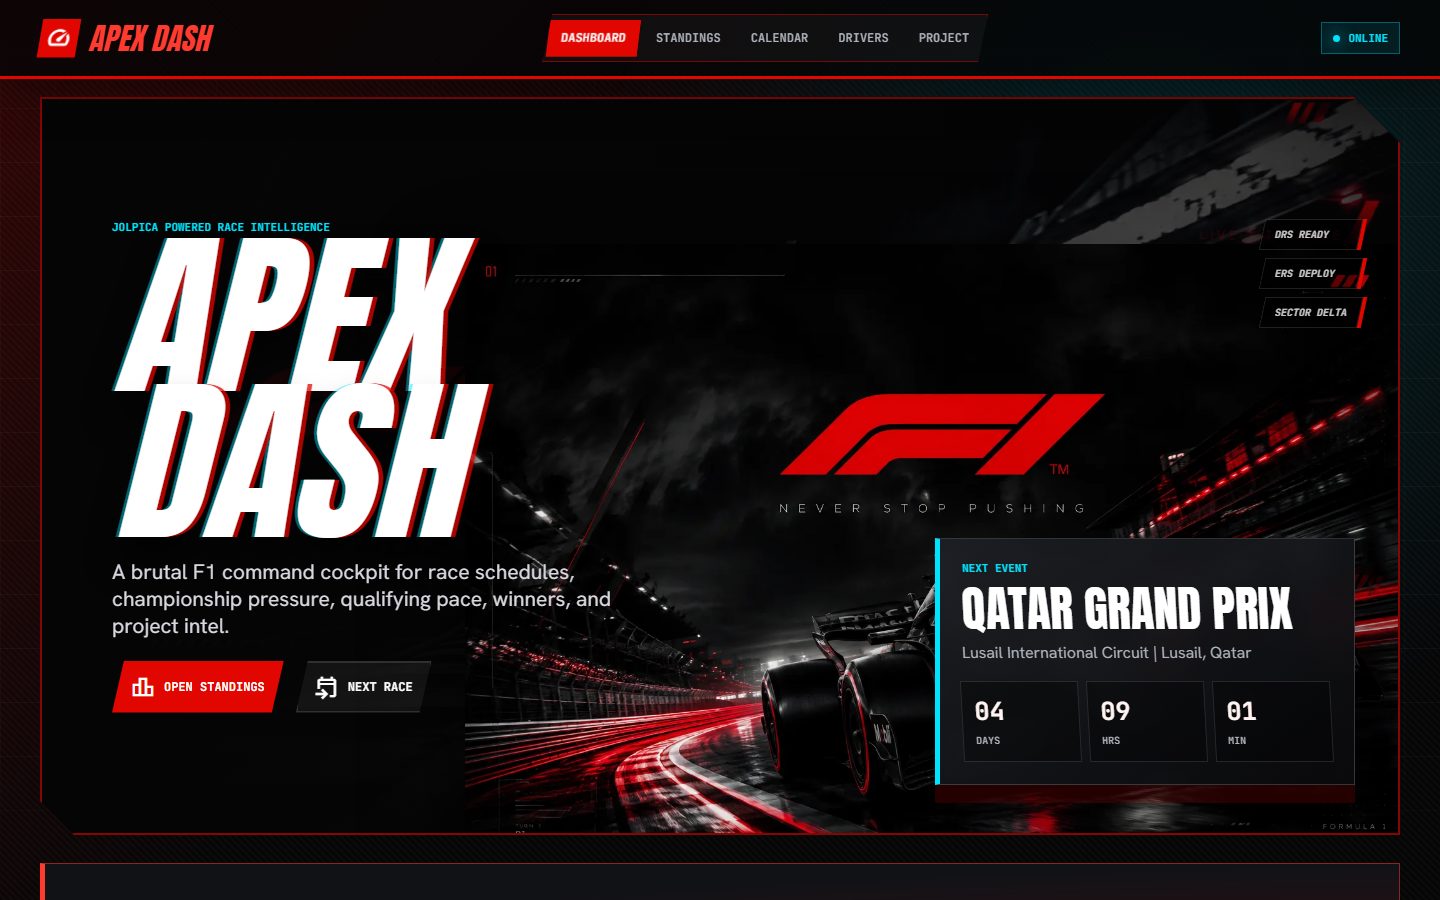 APEX DASH
DASHBOARD
STANDINGS
CALENDAR
DRIVERS
PROJECT
ONLINE
JOLPICA POWERED RACE INTELLIGENCE
APEX
DASH
01
DRS READY
ERS DEPLOY
SECTOR DELTA
F1 TM
NEVER STOP PUSHING
A brutal F1 command cockpit for race schedules,
championship pressure, qualifying pace, winners, and
project intel.
OPEN STANDINGS
NEXT RACE
NEXT EVENT
QATAR GRAND PRIX
Lusail International Circuit | Lusail, Qatar
04
09
01
DAYS
HRS
MIN
FORMULA 1